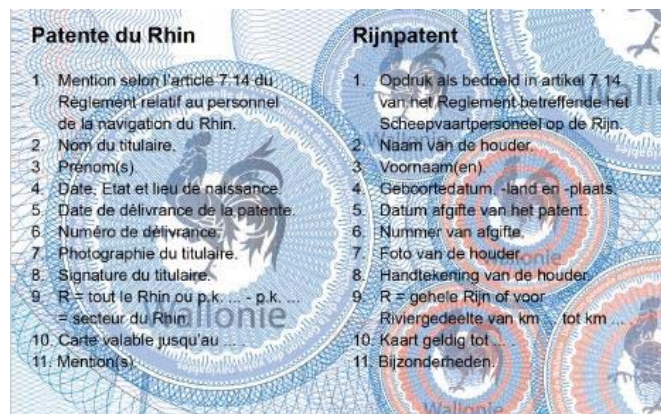 Patente du Rhin
1. Mention selon l'article 7.14 du
Règlement relatif au personnel
de la navigation du Rhin.
2. Nom du titulaire.
3. Prénom(s).
4. Date, Etat et lieu de naissance.
5. Date de délivrance de la patente.
6. Numéro de délivrance.
7. Photographie du titulaire.
8. Signature du titulaire.
9. R = tout le Rhin ou p.k. ... - p.k. ...
= secteur du Rhin.
10. Carte valable jusqu'au ... .
11. Mention(s).
Rijnpatent
1. Opdruk als bedoeld in artikel 7.14
van het Reglement betreffende het
Scheepvaartpersoneel op de Rijn.
2. Naam van de houder.
3. Voornaam(en).
4. Geboortedatum, -land en -plaats.
5. Datum afgifte van het patent.
6. Nummer van afgifte.
7. Foto van de houder.
8. Handtekening van de houder.
9. R = gehele Rijn of voor
Riviergedeelte van km ... tot km ... .
10. Kaart geldig tot ... .
11. Bijzonderheden.
Wallonie
Wallonie
Wallonie
Wallonie